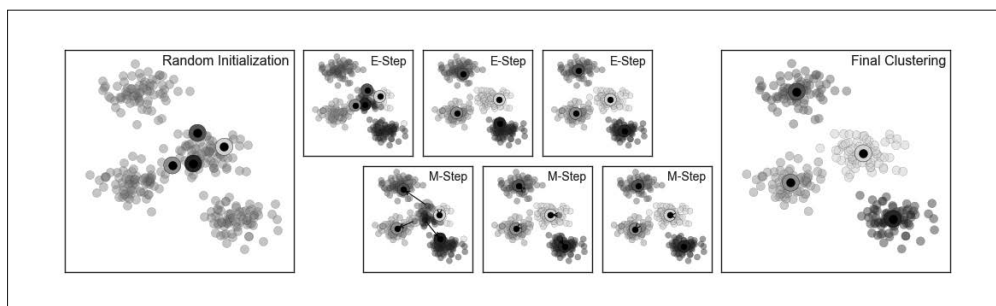 Random Initialization
E-Step
E-Step
E-Step
Final Clustering
M-Step
M-Step
M-Step